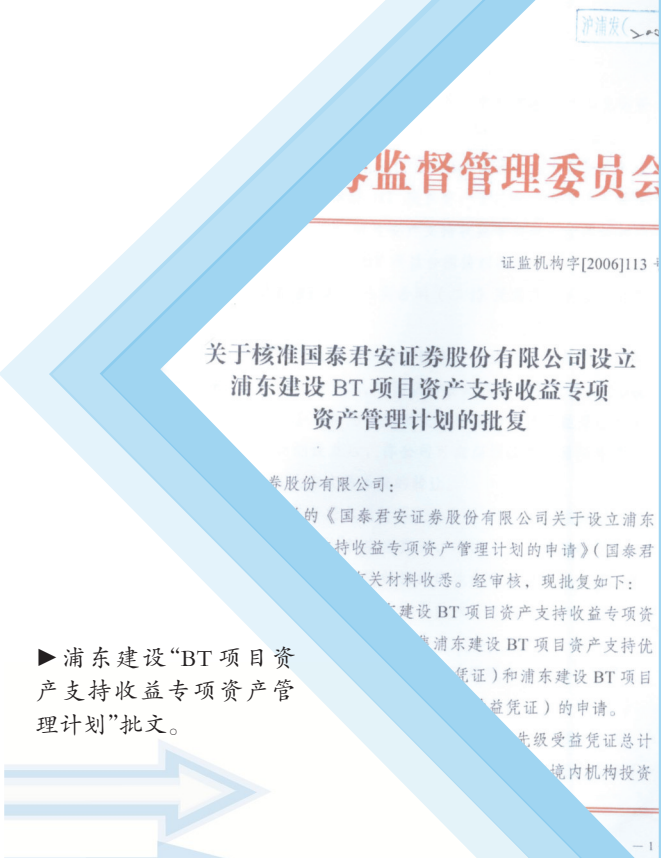 沪浦发(
券监督管理委员会
证监机构字[2006]113
关于核准国泰君安证券股份有限公司设立
浦东建设 BT 项目资产支持收益专项
资产管理计划的批复
券股份有限公司：
的《国泰君安证券股份有限公司关于设立浦东
持收益专项资产管理计划的申请》（国泰君
有关材料收悉。经审核，现批复如下：
建设 BT 项目资产支持收益专项资
浦东建设 BT 项目资产支持优
凭证）和浦东建设 BT 项目
益凭证）的申请。
先级受益凭证总计
境内机构投资
►浦东建设“BT 项目资
产支持收益专项资产管
理计划”批文。
— 1